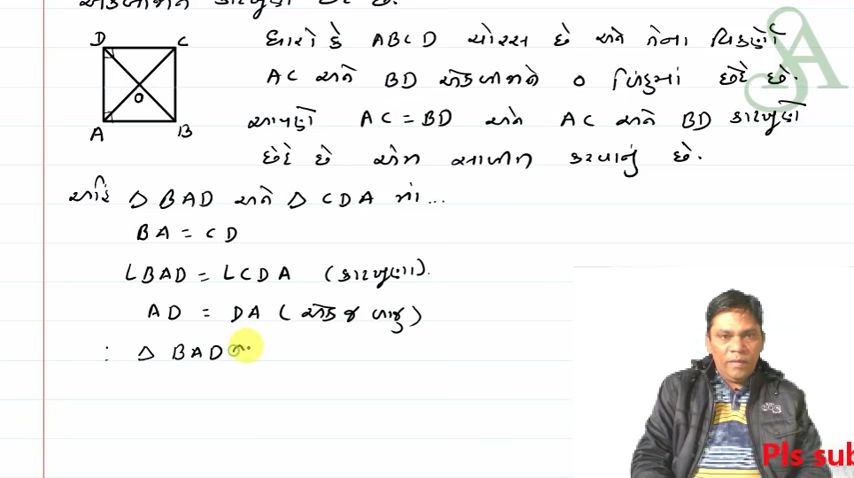 D C
ધારો કે ABCD ચોરસ છે અને તેના વિકર્ણો
O
AC અને BD એકબીજાને O બિંદુમાં છેદે છે.
A B
આપણે AC = BD અને AC અને BD કાટખૂણે
છેદે છે એમ સાબીત કરવાનું છે.
△ BAD અને △ CDA માં...
BA = CD
∠BAD = ∠CDA (કાટખૂણા).
AD = DA ( એક જ બાજુ )
: △ BAD
Pls sub